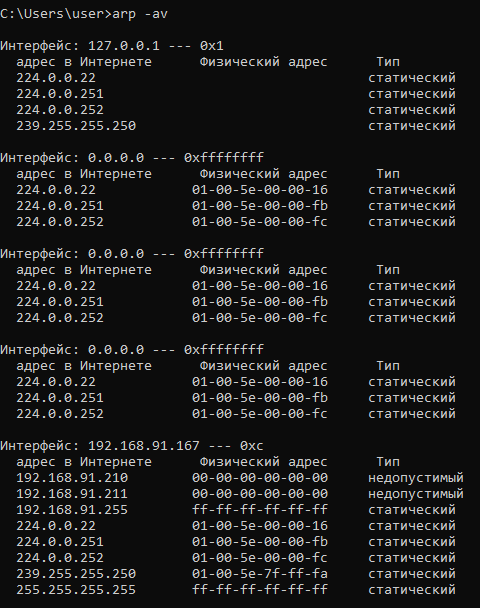 C:\Users\user>arp -av
Интерфейс: 127.0.0.1 --- 0x1
адрес в Интернете Физический адрес Тип
224.0.0.22 статический
224.0.0.251 статический
224.0.0.252 статический
239.255.255.250 статический
Интерфейс: 0.0.0.0 --- 0xffffffff
адрес в Интернете Физический адрес Тип
224.0.0.22 01-00-5e-00-00-16 статический
224.0.0.251 01-00-5e-00-00-fb статический
224.0.0.252 01-00-5e-00-00-fc статический
Интерфейс: 0.0.0.0 --- 0xffffffff
адрес в Интернете Физический адрес Тип
224.0.0.22 01-00-5e-00-00-16 статический
224.0.0.251 01-00-5e-00-00-fb статический
224.0.0.252 01-00-5e-00-00-fc статический
Интерфейс: 0.0.0.0 --- 0xffffffff
адрес в Интернете Физический адрес Тип
224.0.0.22 01-00-5e-00-00-16 статический
224.0.0.251 01-00-5e-00-00-fb статический
224.0.0.252 01-00-5e-00-00-fc статический
Интерфейс: 192.168.91.167 --- 0xc
адрес в Интернете Физический адрес Тип
192.168.91.210 00-00-00-00-00-00 недопустимый
192.168.91.211 00-00-00-00-00-00 недопустимый
192.168.91.255 ff-ff-ff-ff-ff-ff статический
224.0.0.22 01-00-5e-00-00-16 статический
224.0.0.251 01-00-5e-00-00-fb статический
224.0.0.252 01-00-5e-00-00-fc статический
239.255.255.250 01-00-5e-7f-ff-fa статический
255.255.255.255 ff-ff-ff-ff-ff-ff статический